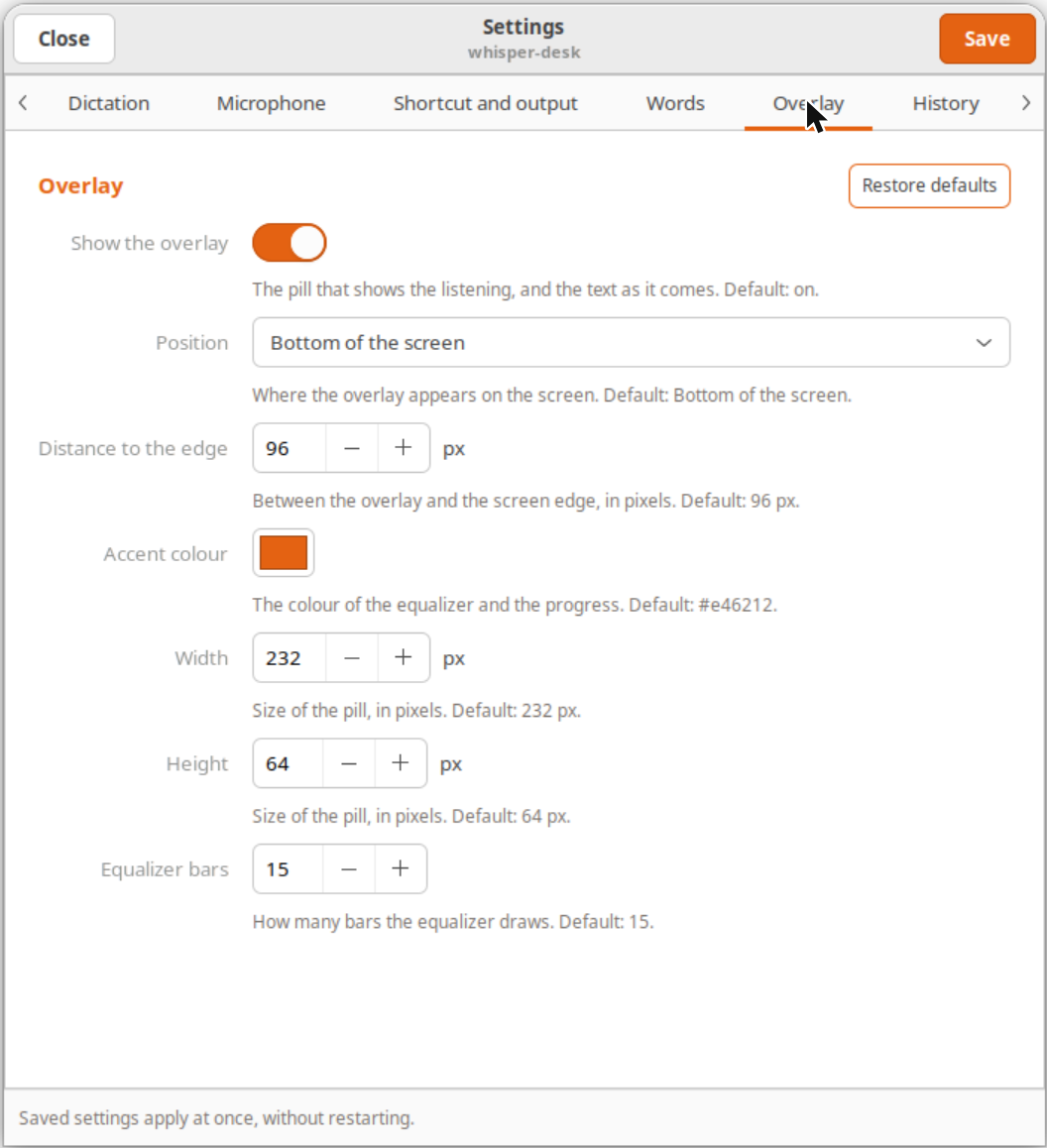 Close
Settings
whisper-desk
Save
Dictation
Microphone
Shortcut and output
Words
Overlay
History
Overlay
Restore defaults
Show the overlay
The pill that shows the listening, and the text as it comes. Default: on.
Position
Bottom of the screen
Where the overlay appears on the screen. Default: Bottom of the screen.
Distance to the edge
96
px
Between the overlay and the screen edge, in pixels. Default: 96 px.
Accent colour
The colour of the equalizer and the progress. Default: #e46212.
Width
232
px
Size of the pill, in pixels. Default: 232 px.
Height
64
px
Size of the pill, in pixels. Default: 64 px.
Equalizer bars
15
How many bars the equalizer draws. Default: 15.
Saved settings apply at once, without restarting.